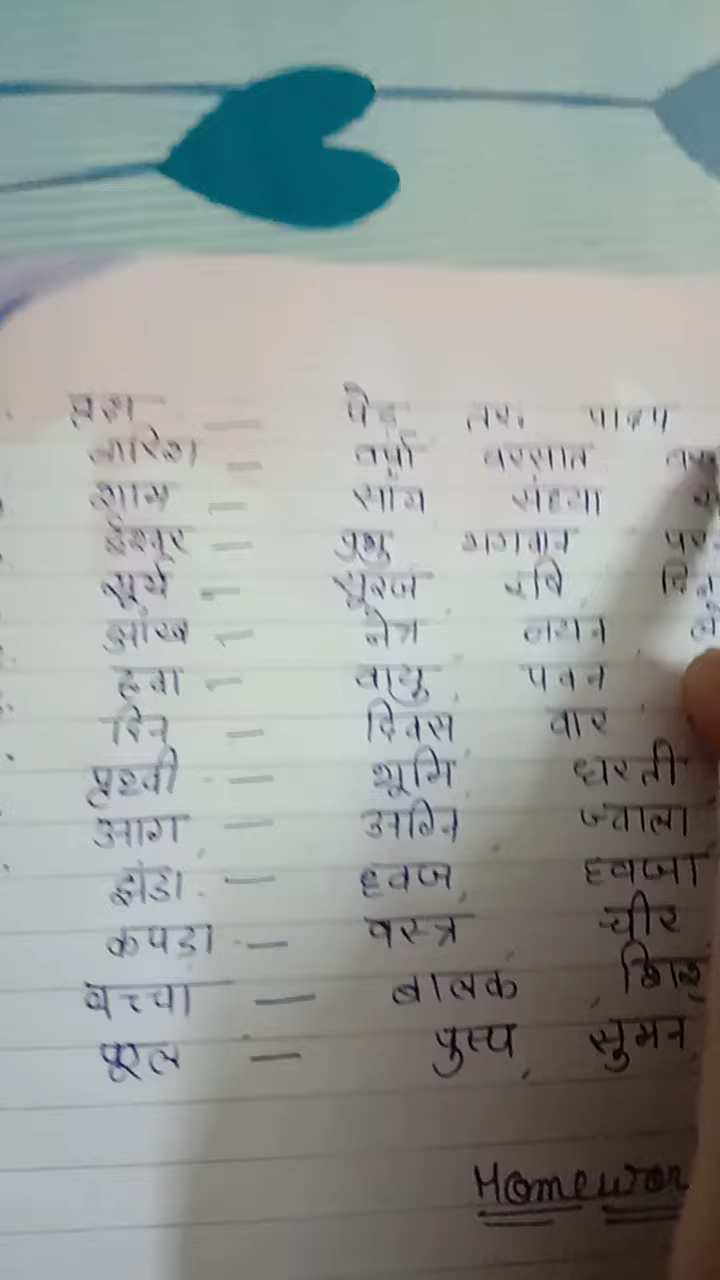 वृक्ष — पेड़ तरु पादप
बारिश — वर्षा बरसात
शाम — सांय संध्या
ईश्वर — प्रभु भगवान
सूर्य — सूरज रवि
आँख — नेत्र नयन
हवा — वायु, पवन
दिन — दिवस वार
पृथ्वी — भूमि धरती
आग — अग्नि ज्वाला
झंडा — ध्वज, ध्वजा
कपडा — वस्त्र चीर
बच्चा — बालक,
फूल — पुष्प, सुमन
Homewor